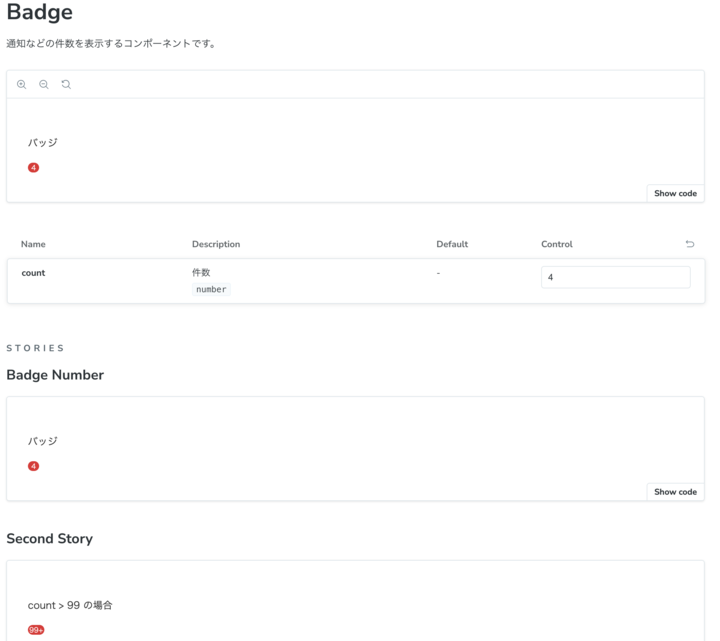 Badge
通知などの件数を表示するコンポーネントです。
バッジ
4
Show code
Name Description Default Control
count 件数 - 4
number
STORIES
Badge Number
バッジ
4
Show code
Second Story
count > 99 の場合
99+